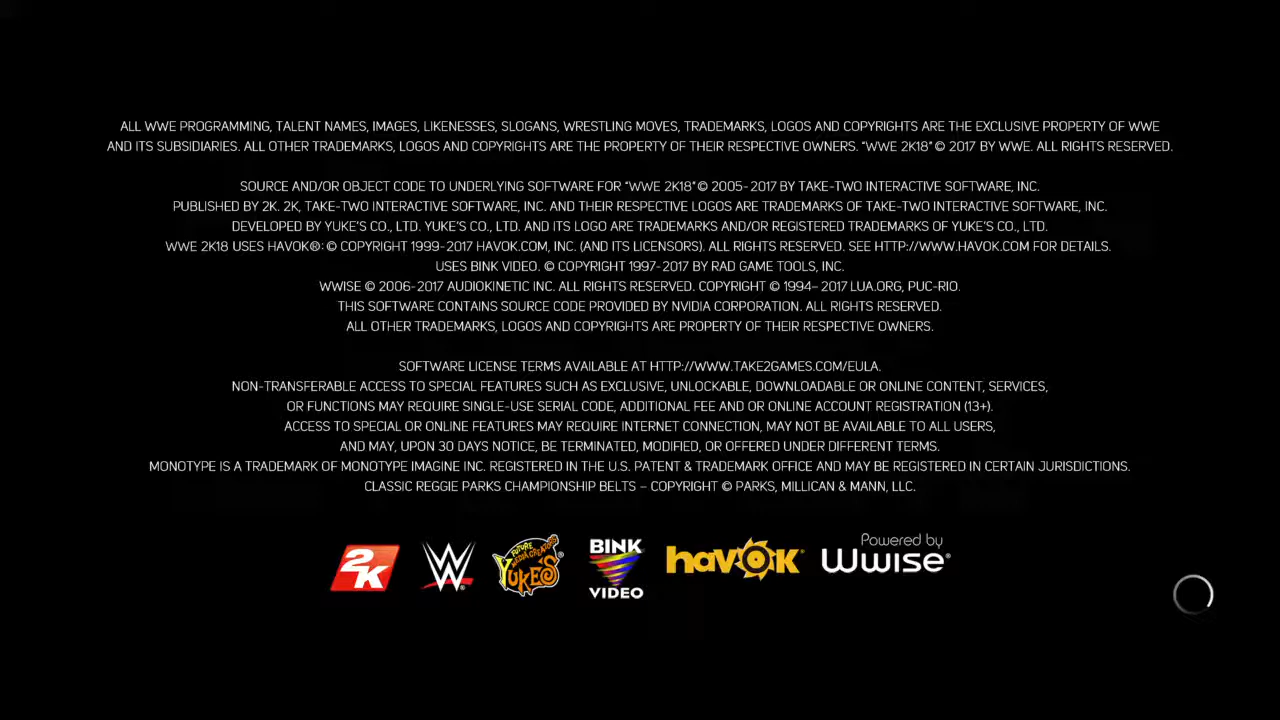 ALL WWE PROGRAMMING, TALENT NAMES, IMAGES, LIKENESSES, SLOGANS, WRESTLING MOVES, TRADEMARKS, LOGOS AND COPYRIGHTS ARE THE EXCLUSIVE PROPERTY OF WWE
AND ITS SUBSIDIARIES. ALL OTHER TRADEMARKS, LOGOS AND COPYRIGHTS ARE THE PROPERTY OF THEIR RESPECTIVE OWNERS. “WWE 2K18” © 2017 BY WWE. ALL RIGHTS RESERVED.
SOURCE AND/OR OBJECT CODE TO UNDERLYING SOFTWARE FOR “WWE 2K18” © 2005-2017 BY TAKE-TWO INTERACTIVE SOFTWARE, INC.
PUBLISHED BY 2K. 2K, TAKE-TWO INTERACTIVE SOFTWARE, INC. AND THEIR RESPECTIVE LOGOS ARE TRADEMARKS OF TAKE-TWO INTERACTIVE SOFTWARE, INC.
DEVELOPED BY YUKE'S CO., LTD. YUKE'S CO., LTD. AND ITS LOGO ARE TRADEMARKS AND/OR REGISTERED TRADEMARKS OF YUKE'S CO., LTD.
WWE 2K18 USES HAVOK®: © COPYRIGHT 1999-2017 HAVOK.COM, INC. (AND ITS LICENSORS). ALL RIGHTS RESERVED. SEE HTTP://WWW.HAVOK.COM FOR DETAILS.
USES BINK VIDEO. © COPYRIGHT 1997-2017 BY RAD GAME TOOLS, INC.
WWISE © 2006-2017 AUDIOKINETIC INC. ALL RIGHTS RESERVED. COPYRIGHT © 1994– 2017 LUA.ORG, PUC-RIO.
THIS SOFTWARE CONTAINS SOURCE CODE PROVIDED BY NVIDIA CORPORATION. ALL RIGHTS RESERVED.
ALL OTHER TRADEMARKS, LOGOS AND COPYRIGHTS ARE PROPERTY OF THEIR RESPECTIVE OWNERS.
SOFTWARE LICENSE TERMS AVAILABLE AT HTTP://WWW.TAKE2GAMES.COM/EULA.
NON-TRANSFERABLE ACCESS TO SPECIAL FEATURES SUCH AS EXCLUSIVE, UNLOCKABLE, DOWNLOADABLE OR ONLINE CONTENT, SERVICES,
OR FUNCTIONS MAY REQUIRE SINGLE-USE SERIAL CODE, ADDITIONAL FEE AND OR ONLINE ACCOUNT REGISTRATION (13+).
ACCESS TO SPECIAL OR ONLINE FEATURES MAY REQUIRE INTERNET CONNECTION, MAY NOT BE AVAILABLE TO ALL USERS,
AND MAY, UPON 30 DAYS NOTICE, BE TERMINATED, MODIFIED, OR OFFERED UNDER DIFFERENT TERMS.
MONOTYPE IS A TRADEMARK OF MONOTYPE IMAGINE INC. REGISTERED IN THE U.S. PATENT & TRADEMARK OFFICE AND MAY BE REGISTERED IN CERTAIN JURISDICTIONS.
CLASSIC REGGIE PARKS CHAMPIONSHIP BELTS – COPYRIGHT © PARKS, MILLICAN & MANN, LLC.
2K
W
FUTURE MEDIA CREATORS
YUKE'S
BINK
VIDEO
havOK
Powered by
Wwise